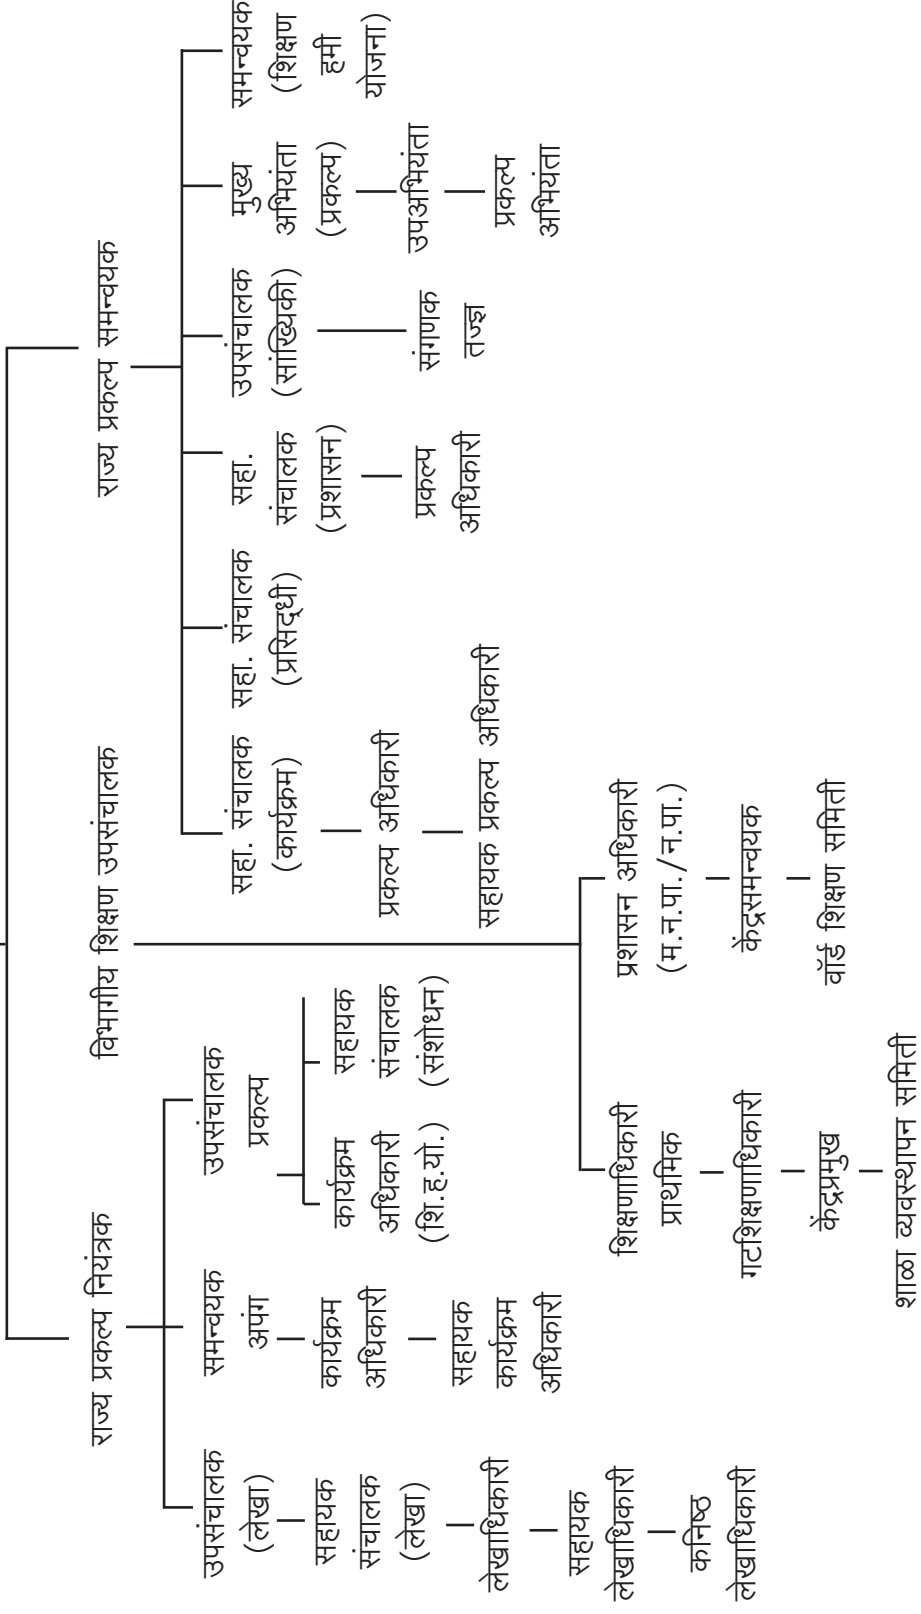 राज्य प्रकल्प नियंत्रक
उपसंचालक
(लेखा)
सहायक
संचालक
(लेखा)
लेखाधिकारी
सहायक
लेखाधिकारी
कनिष्ठ
लेखाधिकारी
समन्वयक
अपंग
कार्यक्रम
अधिकारी
सहायक
कार्यक्रम
अधिकारी
उपसंचालक
प्रकल्प
कार्यक्रम
अधिकारी
(शि.ह.यो.)
सहायक
संचालक
(संशोधन)
विभागीय शिक्षण उपसंचालक
शिक्षणाधिकारी
प्राथमिक
गटशिक्षणाधिकारी
केंद्रप्रमुख
शाळा व्यवस्थापन समिती
प्रशासन अधिकारी
(म.न.पा./न.पा.)
केंद्रसमन्वयक
वॉर्ड शिक्षण समिती
राज्य प्रकल्प समन्वयक
सहा. संचालक
(कार्यक्रम)
प्रकल्प अधिकारी
सहायक प्रकल्प अधिकारी
सहा. संचालक
(प्रसिद्धी)
सहा.
संचालक
(प्रशासन)
प्रकल्प
अधिकारी
उपसंचालक
(सांख्यिकी)
संगणक
तज्ज्ञ
मुख्य
अभियंता
(प्रकल्प)
उपअभियंता
प्रकल्प
अभियंता
समन्वयक
(शिक्षण
हमी
योजना)